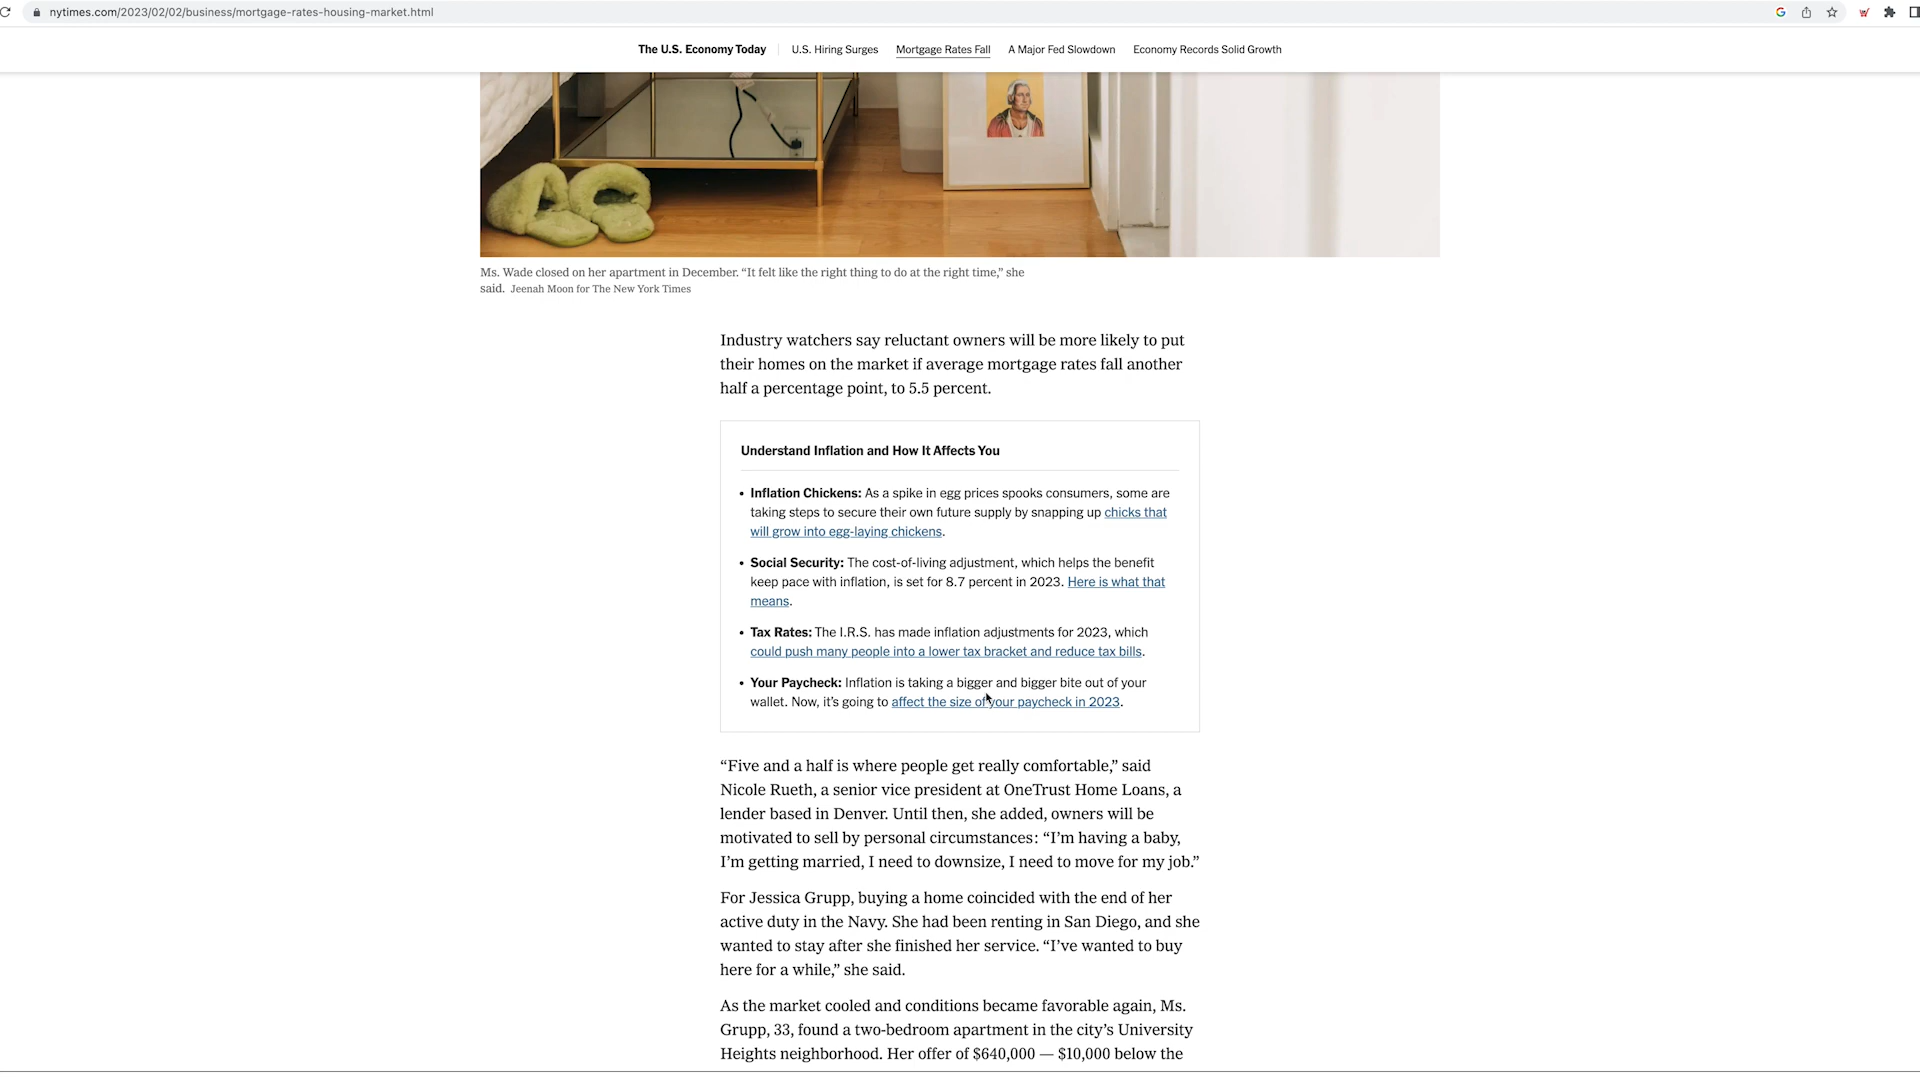 nytimes.com/2023/02/02/business/mortgage-rates-housing-market.html
The U.S. Economy Today U.S. Hiring Surges Mortgage Rates Fall A Major Fed Slowdown Economy Records Solid Growth
Ms. Wade closed on her apartment in December. “It felt like the right thing to do at the right time,” she
said. Jeenah Moon for The New York Times
Industry watchers say reluctant owners will be more likely to put
their homes on the market if average mortgage rates fall another
half a percentage point, to 5.5 percent.
Understand Inflation and How It Affects You
• Inflation Chickens: As a spike in egg prices spooks consumers, some are
taking steps to secure their own future supply by snapping up chicks that
will grow into egg-laying chickens.
• Social Security: The cost-of-living adjustment, which helps the benefit
keep pace with inflation, is set for 8.7 percent in 2023. Here is what that
means.
• Tax Rates: The I.R.S. has made inflation adjustments for 2023, which
could push many people into a lower tax bracket and reduce tax bills.
• Your Paycheck: Inflation is taking a bigger and bigger bite out of your
wallet. Now, it’s going to affect the size of your paycheck in 2023.
“Five and a half is where people get really comfortable,” said
Nicole Rueth, a senior vice president at OneTrust Home Loans, a
lender based in Denver. Until then, she added, owners will be
motivated to sell by personal circumstances: “I’m having a baby,
I’m getting married, I need to downsize, I need to move for my job.”
For Jessica Grupp, buying a home coincided with the end of her
active duty in the Navy. She had been renting in San Diego, and she
wanted to stay after she finished her service. “I’ve wanted to buy
here for a while,” she said.
As the market cooled and conditions became favorable again, Ms.
Grupp, 33, found a two-bedroom apartment in the city’s University
Heights neighborhood. Her offer of $640,000 — $10,000 below the